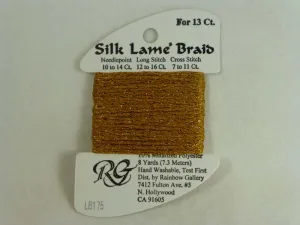 For 13 Ct.
Silk Lamé Braid
Needlepoint Long Stitch Cross Stitch
10 to 14 Ct. 12 to 16 Ct. 7 to 11 Ct.
Metallized Polyester
8 Yards (7.3 Meters)
Hand Washable, Test First
Dist. by Rainbow Gallery
7412 Fulton Ave, #5
N. Hollywood
CA 91605
RG
LB175